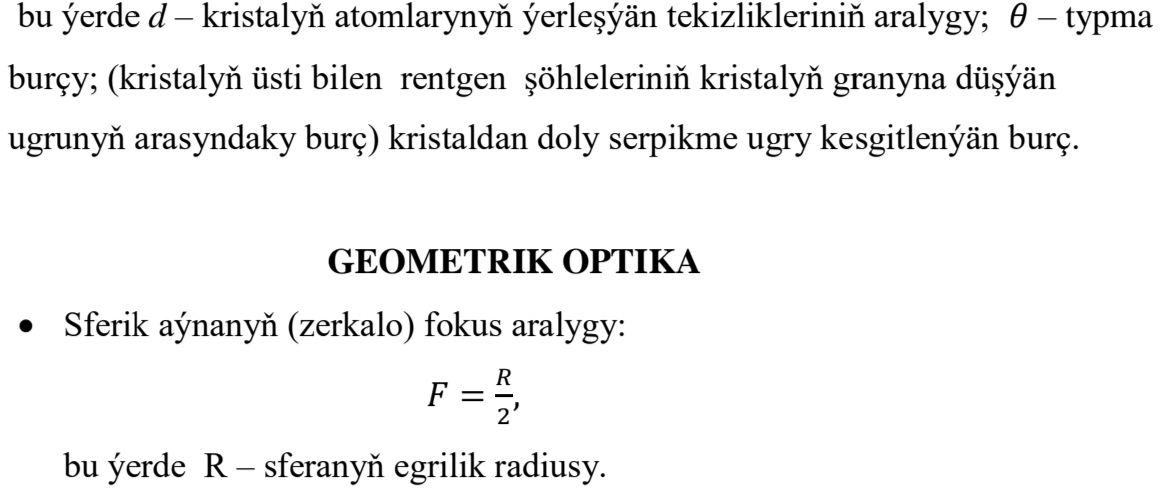 bu ýerde d – kristalyň atomlarynyň ýerleşýän tekizlikleriniň aralygy; θ – typma
burçy; (kristalyň üsti bilen rentgen şöhleleriniň kristalyň granyna düşýän
ugrunyň arasyndaky burç) kristaldan doly serpikme ugry kesgitlenýän burç.
GEOMETRIK OPTIKA
• Sferik aýnanyň (zerkalo) fokus aralygy:
F = R/2,
bu ýerde R – sferanyň egrilik radiusy.